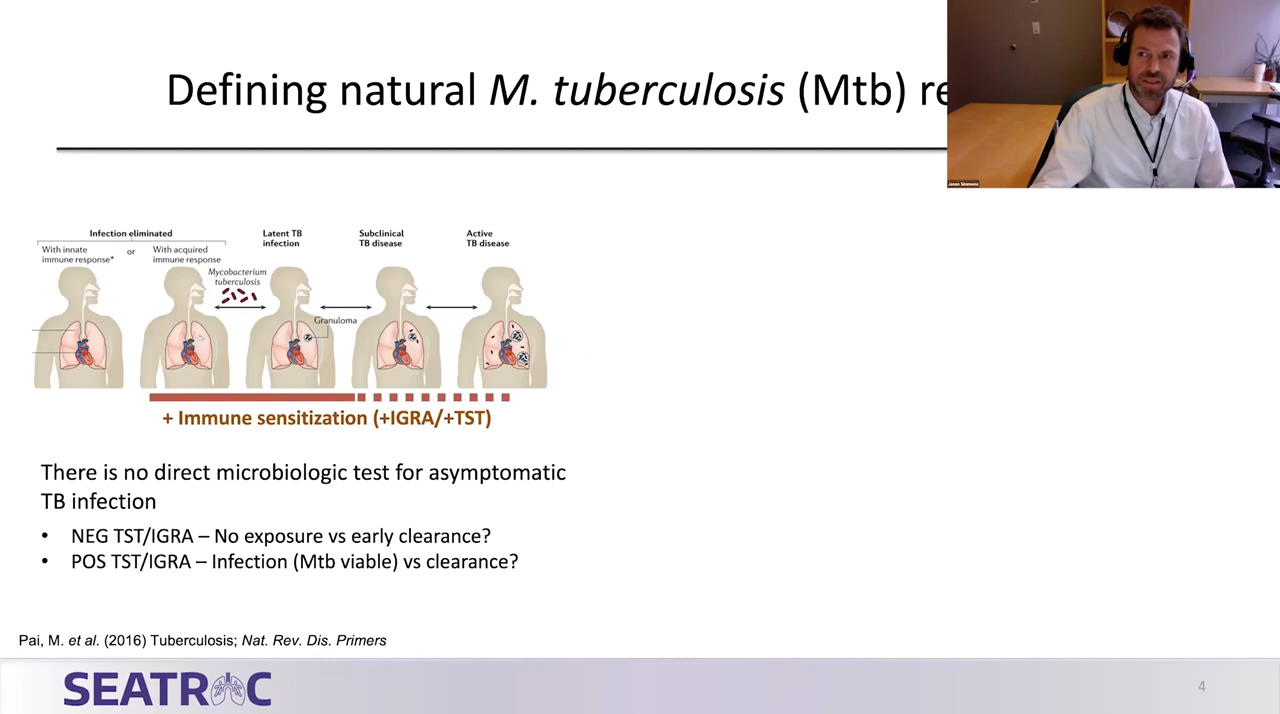 Defining natural M. tuberculosis (Mtb) re
Jason Simmons
Infection eliminated
With innate immune response*
or
With acquired immune response
Latent TB infection
Subclinical TB disease
Active TB disease
Mycobacterium tuberculosis
Granuloma
+ Immune sensitization (+IGRA/+TST)
There is no direct microbiologic test for asymptomatic
TB infection
• NEG TST/IGRA – No exposure vs early clearance?
• POS TST/IGRA – Infection (Mtb viable) vs clearance?
Pai, M. et al. (2016) Tuberculosis; Nat. Rev. Dis. Primers
SEATRAC
4